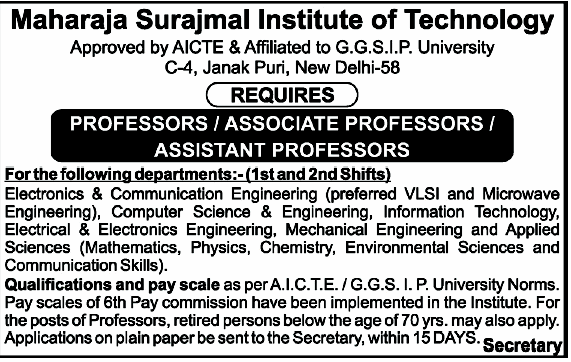 Maharaja Surajmal Institute of Technology
Approved by AICTE & Affiliated to G.G.S.I.P. University
C-4, Janak Puri, New Delhi-58
REQUIRES
PROFESSORS / ASSOCIATE PROFESSORS /
ASSISTANT PROFESSORS
For the following departments:- (1st and 2nd Shifts)
Electronics & Communication Engineering (preferred VLSI and Microwave
Engineering), Computer Science & Engineering, Information Technology,
Electrical & Electronics Engineering, Mechanical Engineering and Applied
Sciences (Mathematics, Physics, Chemistry, Environmental Sciences and
Communication Skills).
Qualifications and pay scale as per A.I.C.T.E. / G.G.S. I. P. University Norms.
Pay scales of 6th Pay commission have been implemented in the Institute. For
the posts of Professors, retired persons below the age of 70 yrs. may also apply.
Applications on plain paper be sent to the Secretary, within 15 DAYS. Secretary